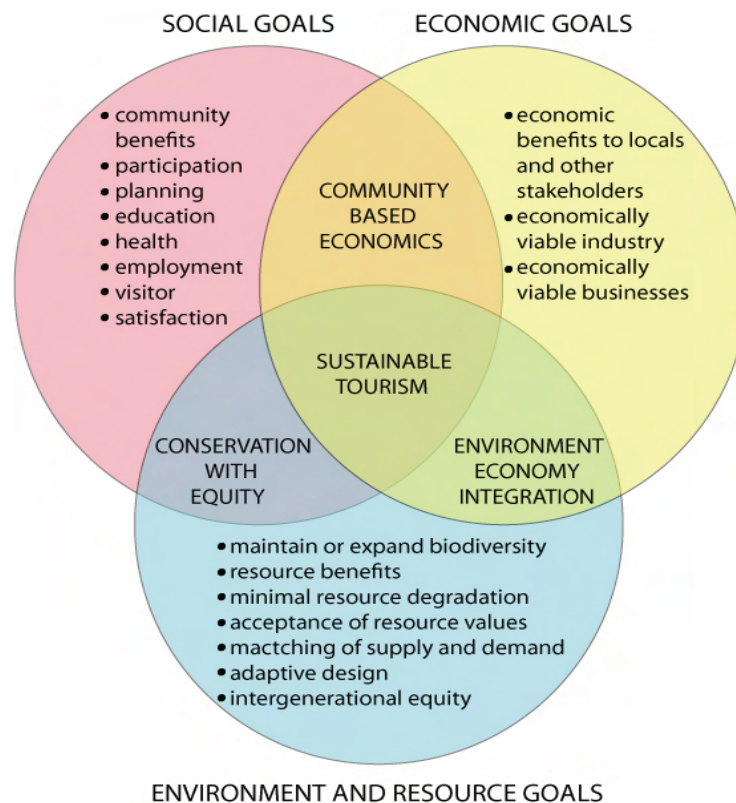 SOCIAL GOALS
ECONOMIC GOALS
• community
benefits
• participation
• planning
• education
• health
• employment
• visitor
• satisfaction
COMMUNITY
BASED
ECONOMICS
• economic
benefits to locals
and other
stakeholders
• economically
viable industry
• economically
viable businesses
SUSTAINABLE
TOURISM
CONSERVATION
WITH
EQUITY
ENVIRONMENT
ECONOMY
INTEGRATION
• maintain or expand biodiversity
• resource benefits
• minimal resource degradation
• acceptance of resource values
• mactching of supply and demand
• adaptive design
• intergenerational equity
ENVIRONMENT AND RESOURCE GOALS